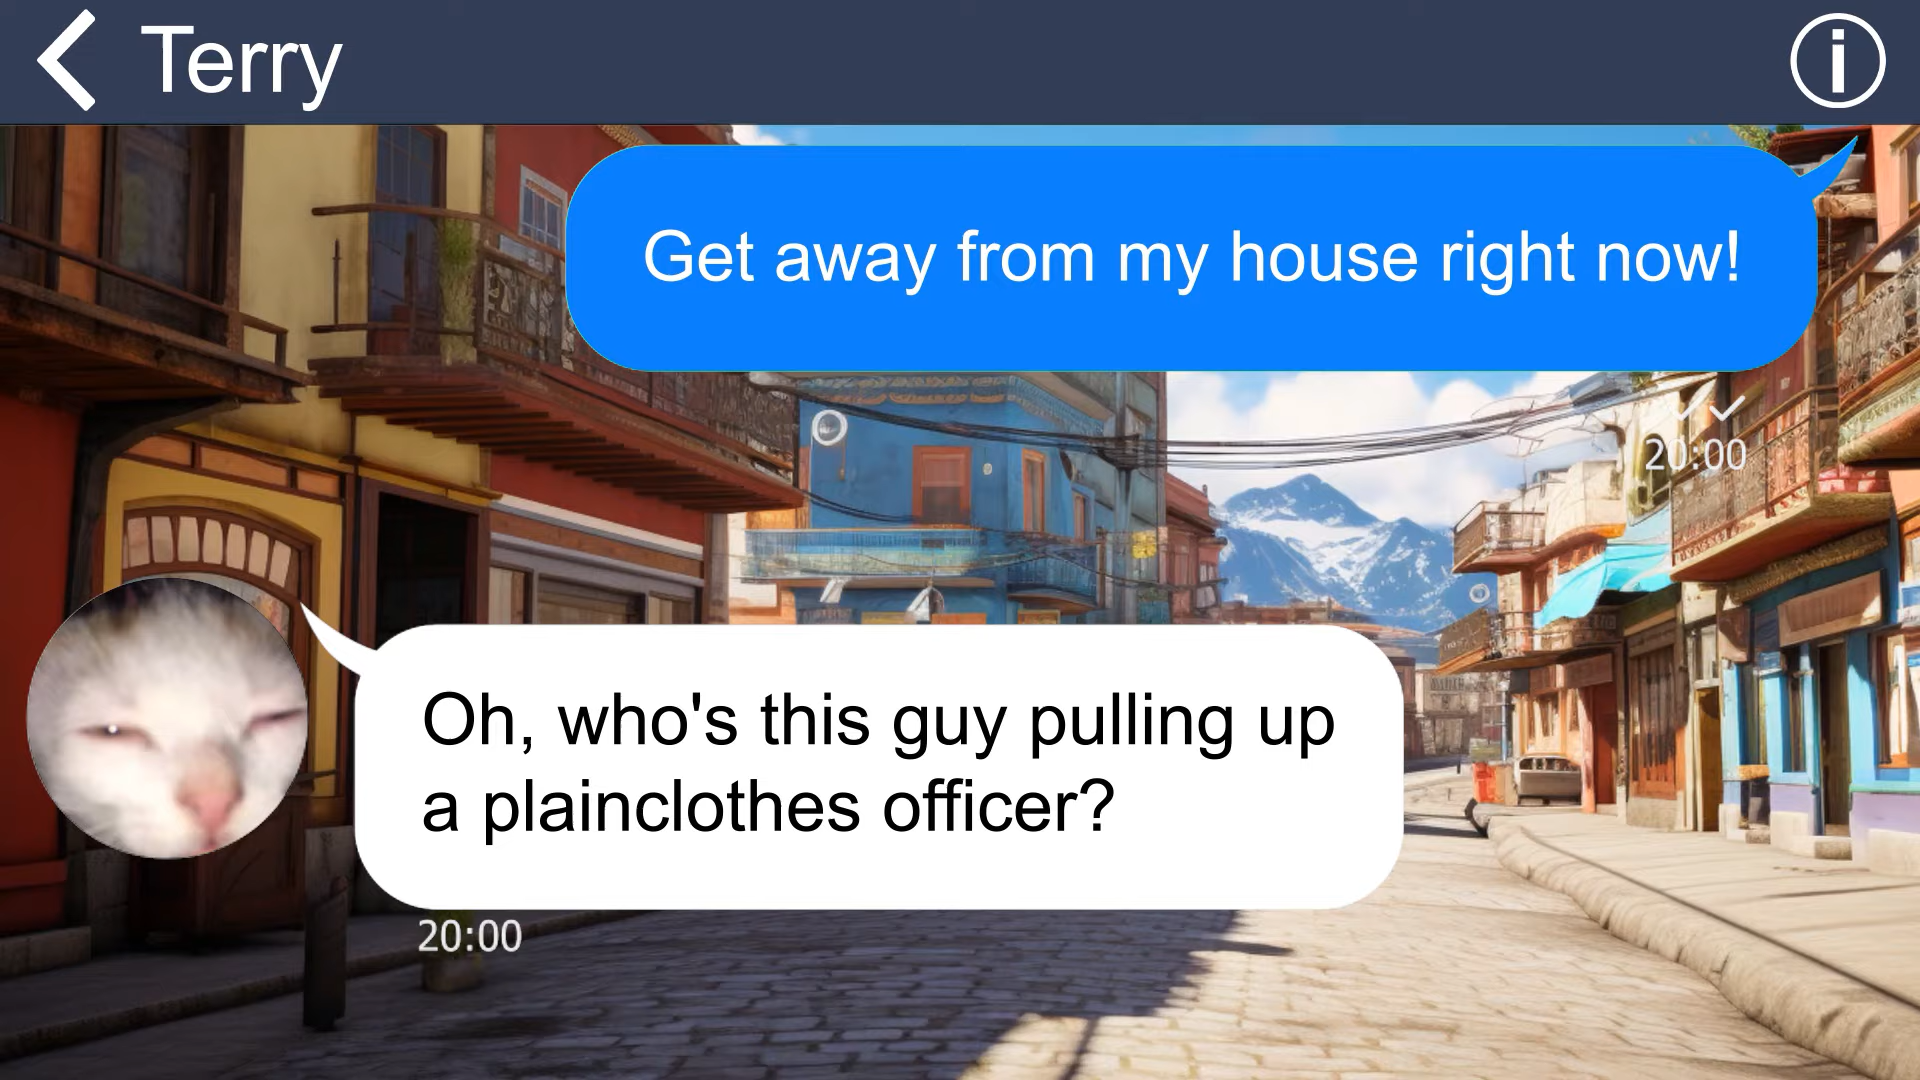 Terry
Get away from my house right now!
20:00
Oh, who's this guy pulling up
a plainclothes officer?
20:00